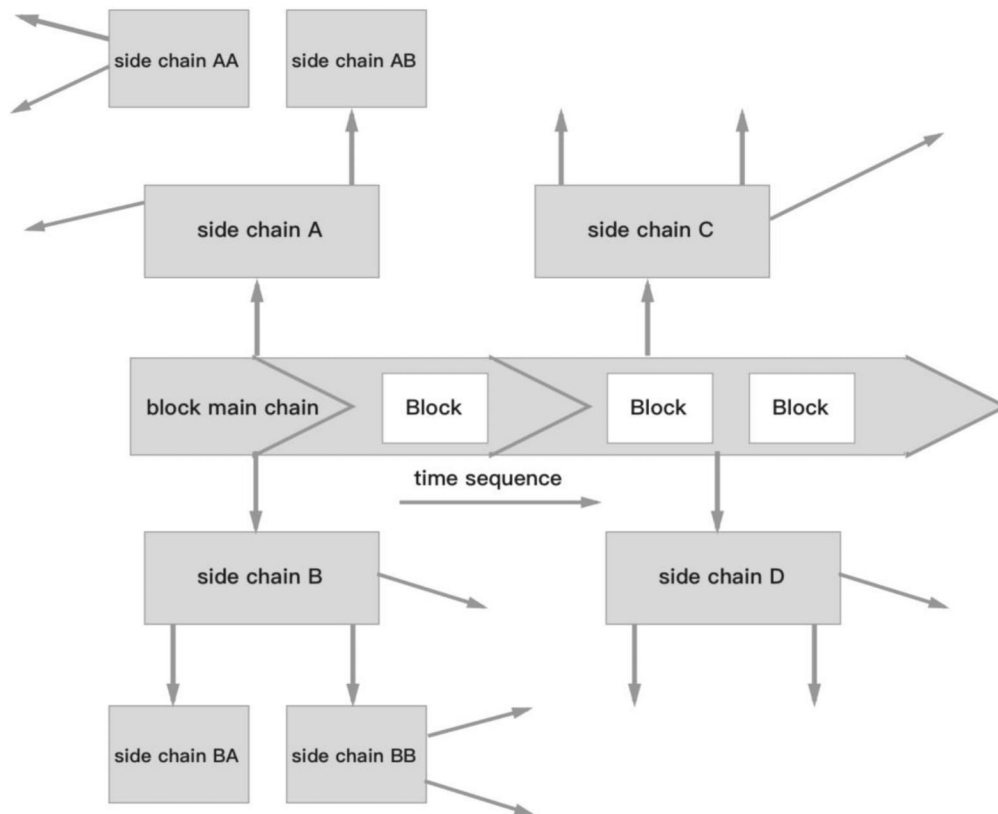 side chain AA
side chain AB
side chain A
side chain C
block main chain
Block
Block
Block
time sequence
side chain B
side chain D
side chain BA
side chain BB